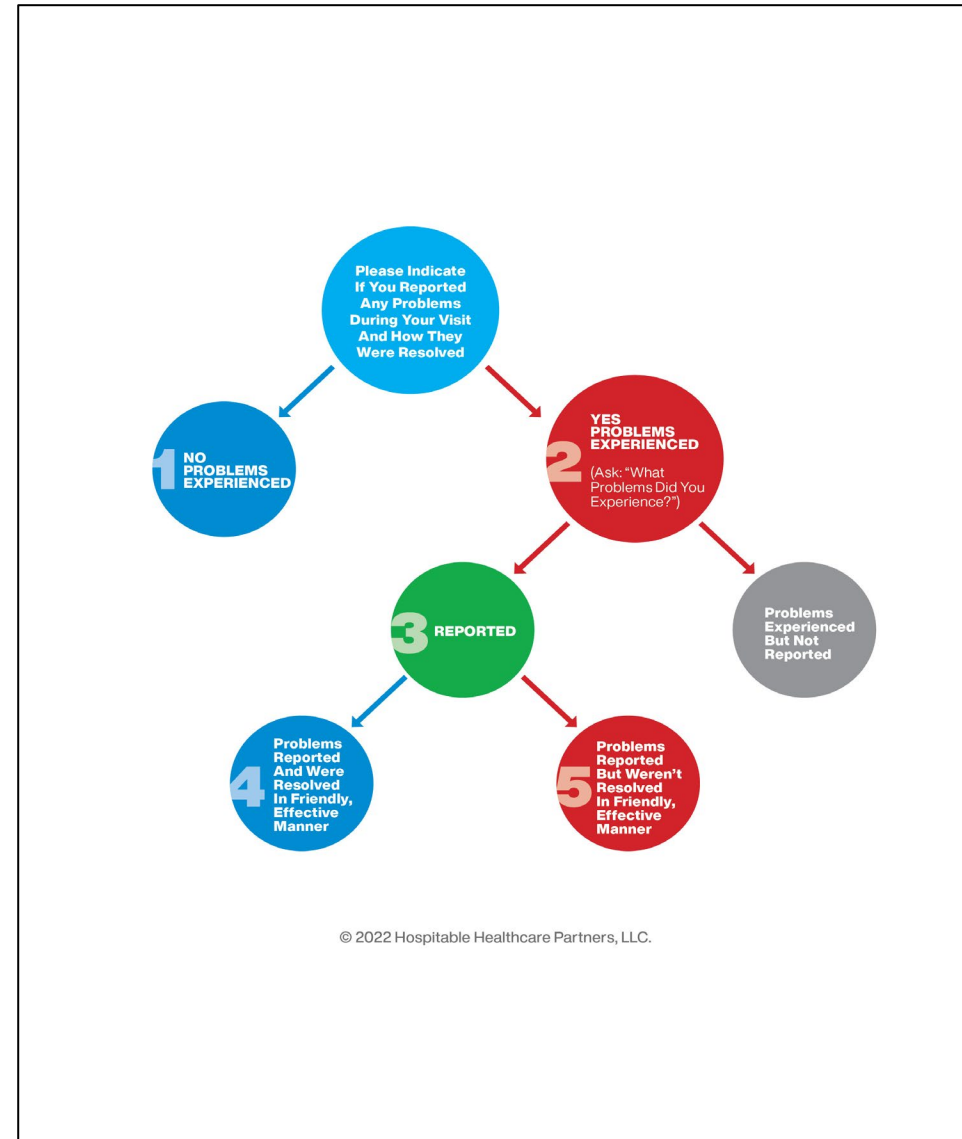 Please Indicate
If You Reported
Any Problems
During Your Visit
And How They
Were Resolved
1
NO
PROBLEMS
EXPERIENCED
2
YES
PROBLEMS
EXPERIENCED
(Ask: “What
Problems Did You
Experience?”)
3 REPORTED
Problems
Experienced
But Not
Reported
4
Problems
Reported
And Were
Resolved
In Friendly,
Effective
Manner
5
Problems
Reported
But Weren’t
Resolved
In Friendly,
Effective
Manner
© 2022 Hospitable Healthcare Partners, LLC.